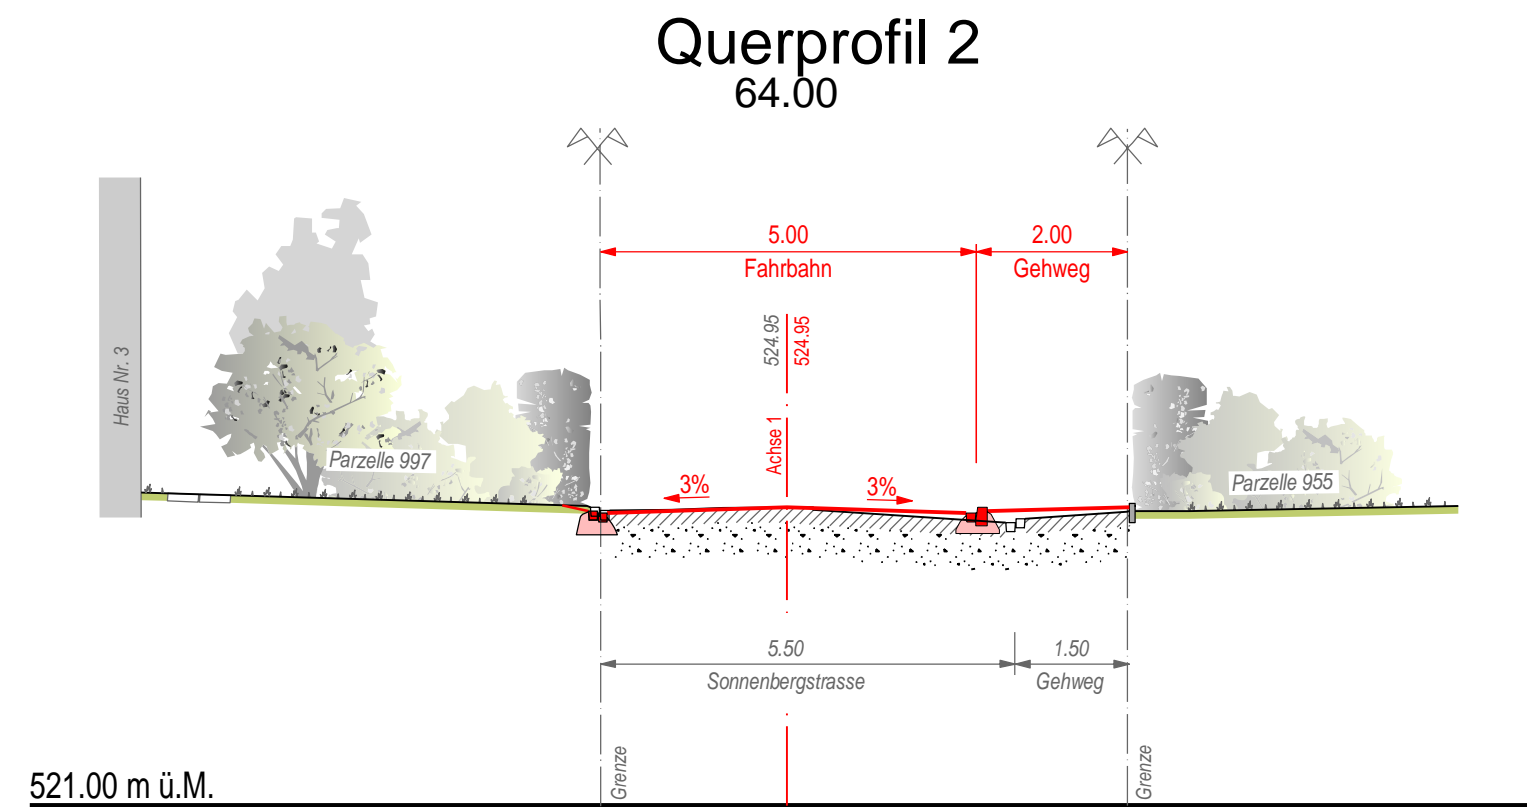 Querprofil 2
64.00
5.00
2.00
Fahrbahn
Gehweg
524.95
524.95
Haus Nr. 3
Achse 1
Parzelle 997
3%
3%
Parzelle 955
5.50
1.50
Sonnenbergstrasse
Gehweg
Grenze
Grenze
521.00 m ü.M.